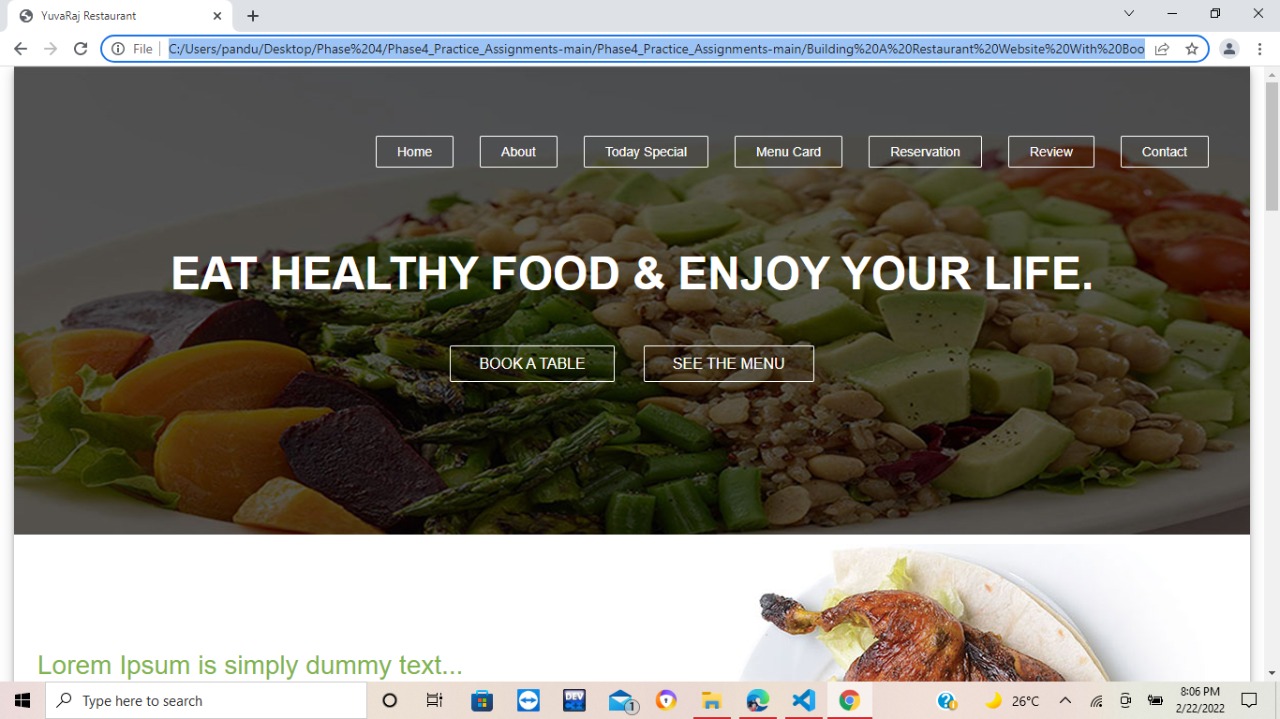 YuvaRaj Restaurant
File C:/Users/pandu/Desktop/Phase%204/Phase4_Practice_Assignments-main/Phase4_Practice_Assignments-main/Building%20A%20Restaurant%20Website%20With%20Boo
Home About Today Special Menu Card Reservation Review Contact
EAT HEALTHY FOOD & ENJOY YOUR LIFE.
BOOK A TABLE SEE THE MENU
Lorem Ipsum is simply dummy text...
Type here to search DEV 1 26°C 8:06 PM
2/22/2022